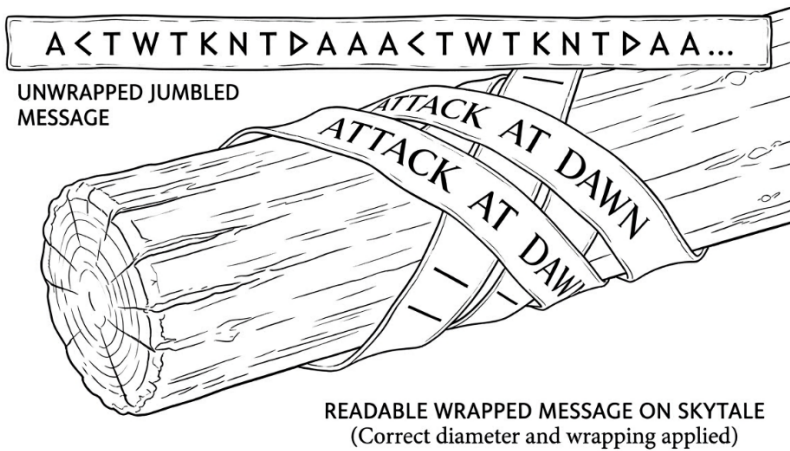 A<TWTKNTᐅAAA<TWTKNTᐅAA...
UNWRAPPED JUMBLED
MESSAGE
ATTACK AT DAWN
ATTACK AT DAWN
READABLE WRAPPED MESSAGE ON SKYTALE
(Correct diameter and wrapping applied)